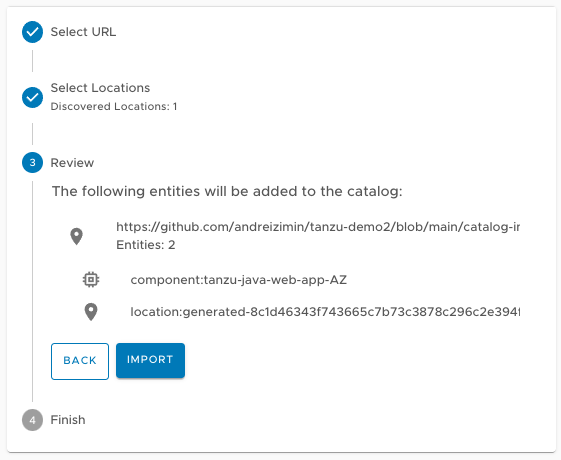 Select URL
Select Locations
Discovered Locations: 1
3 Review
The following entities will be added to the catalog:
https://github.com/andreizimin/tanzu-demo2/blob/main/catalog-in
Entities: 2
component:tanzu-java-web-app-AZ
location:generated-8c1d46343f743665c7b73c3878c296c2e394f
BACK IMPORT
4 Finish